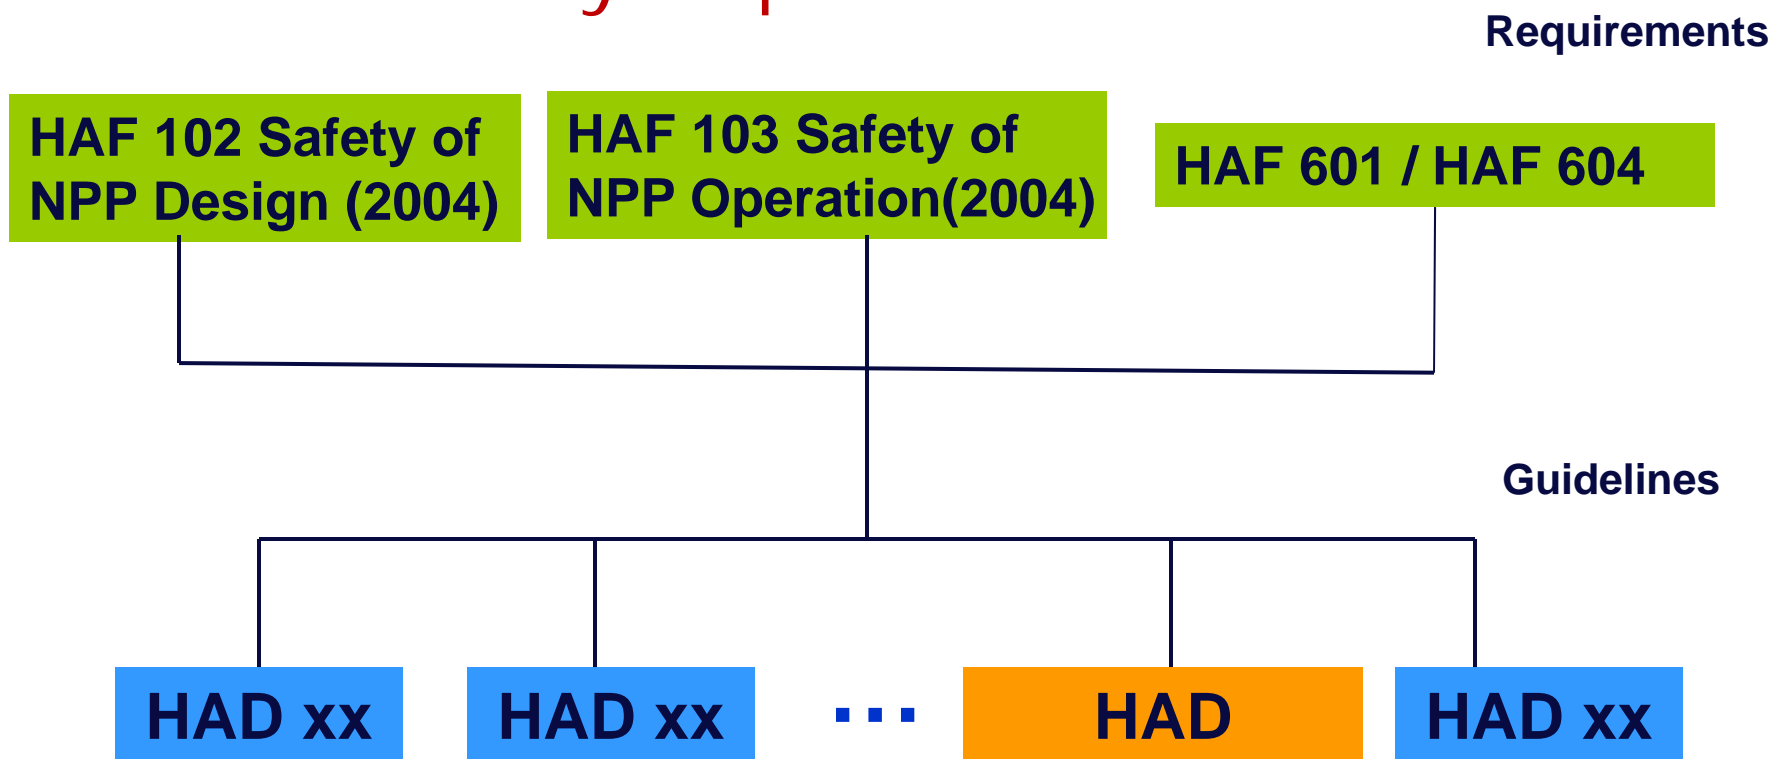 Requirements
HAF 102 Safety of
NPP Design (2004)
HAF 103 Safety of
NPP Operation(2004)
HAF 601 / HAF 604
Guidelines
HAD xx
HAD xx
...
HAD
HAD xx